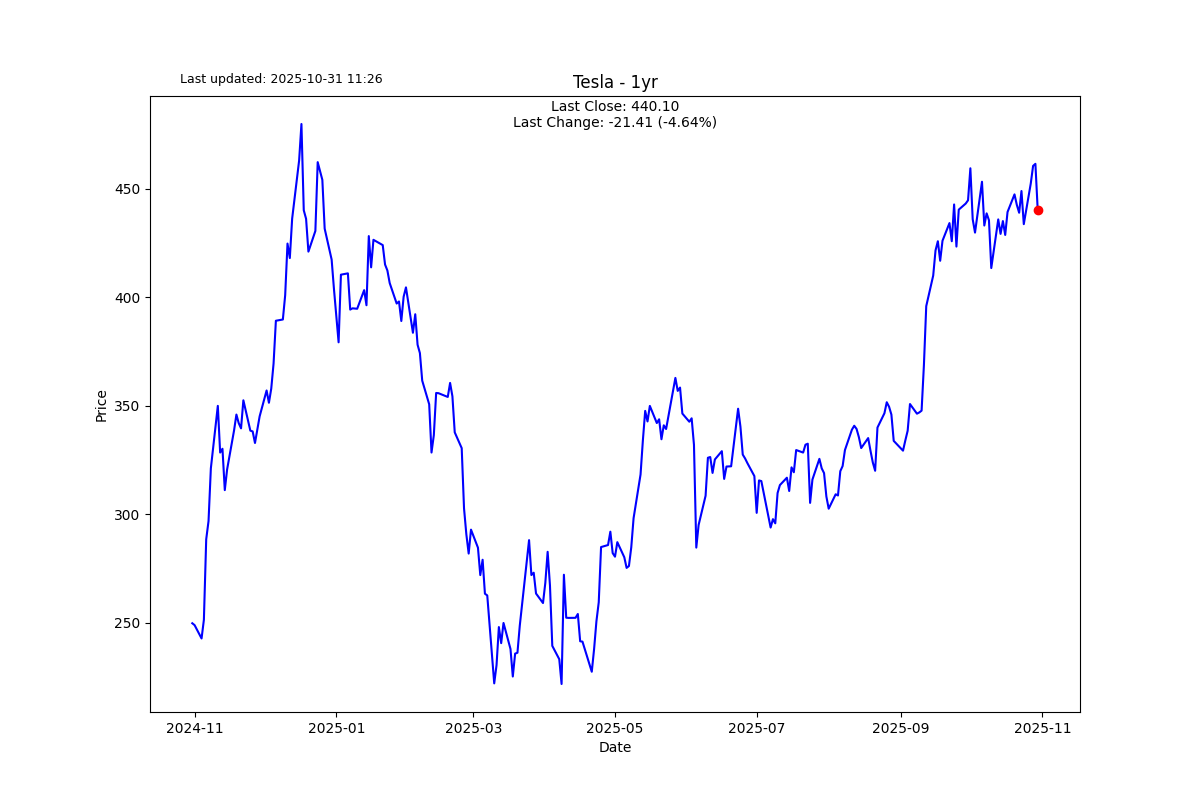 Last updated: 2025-10-31 11:26
Tesla - 1yr
Last Close: 440.10
Last Change: -21.41 (-4.64%)
450
400
350
300
250
Price
2024-11 2025-01 2025-03 2025-05 2025-07 2025-09 2025-11
Date